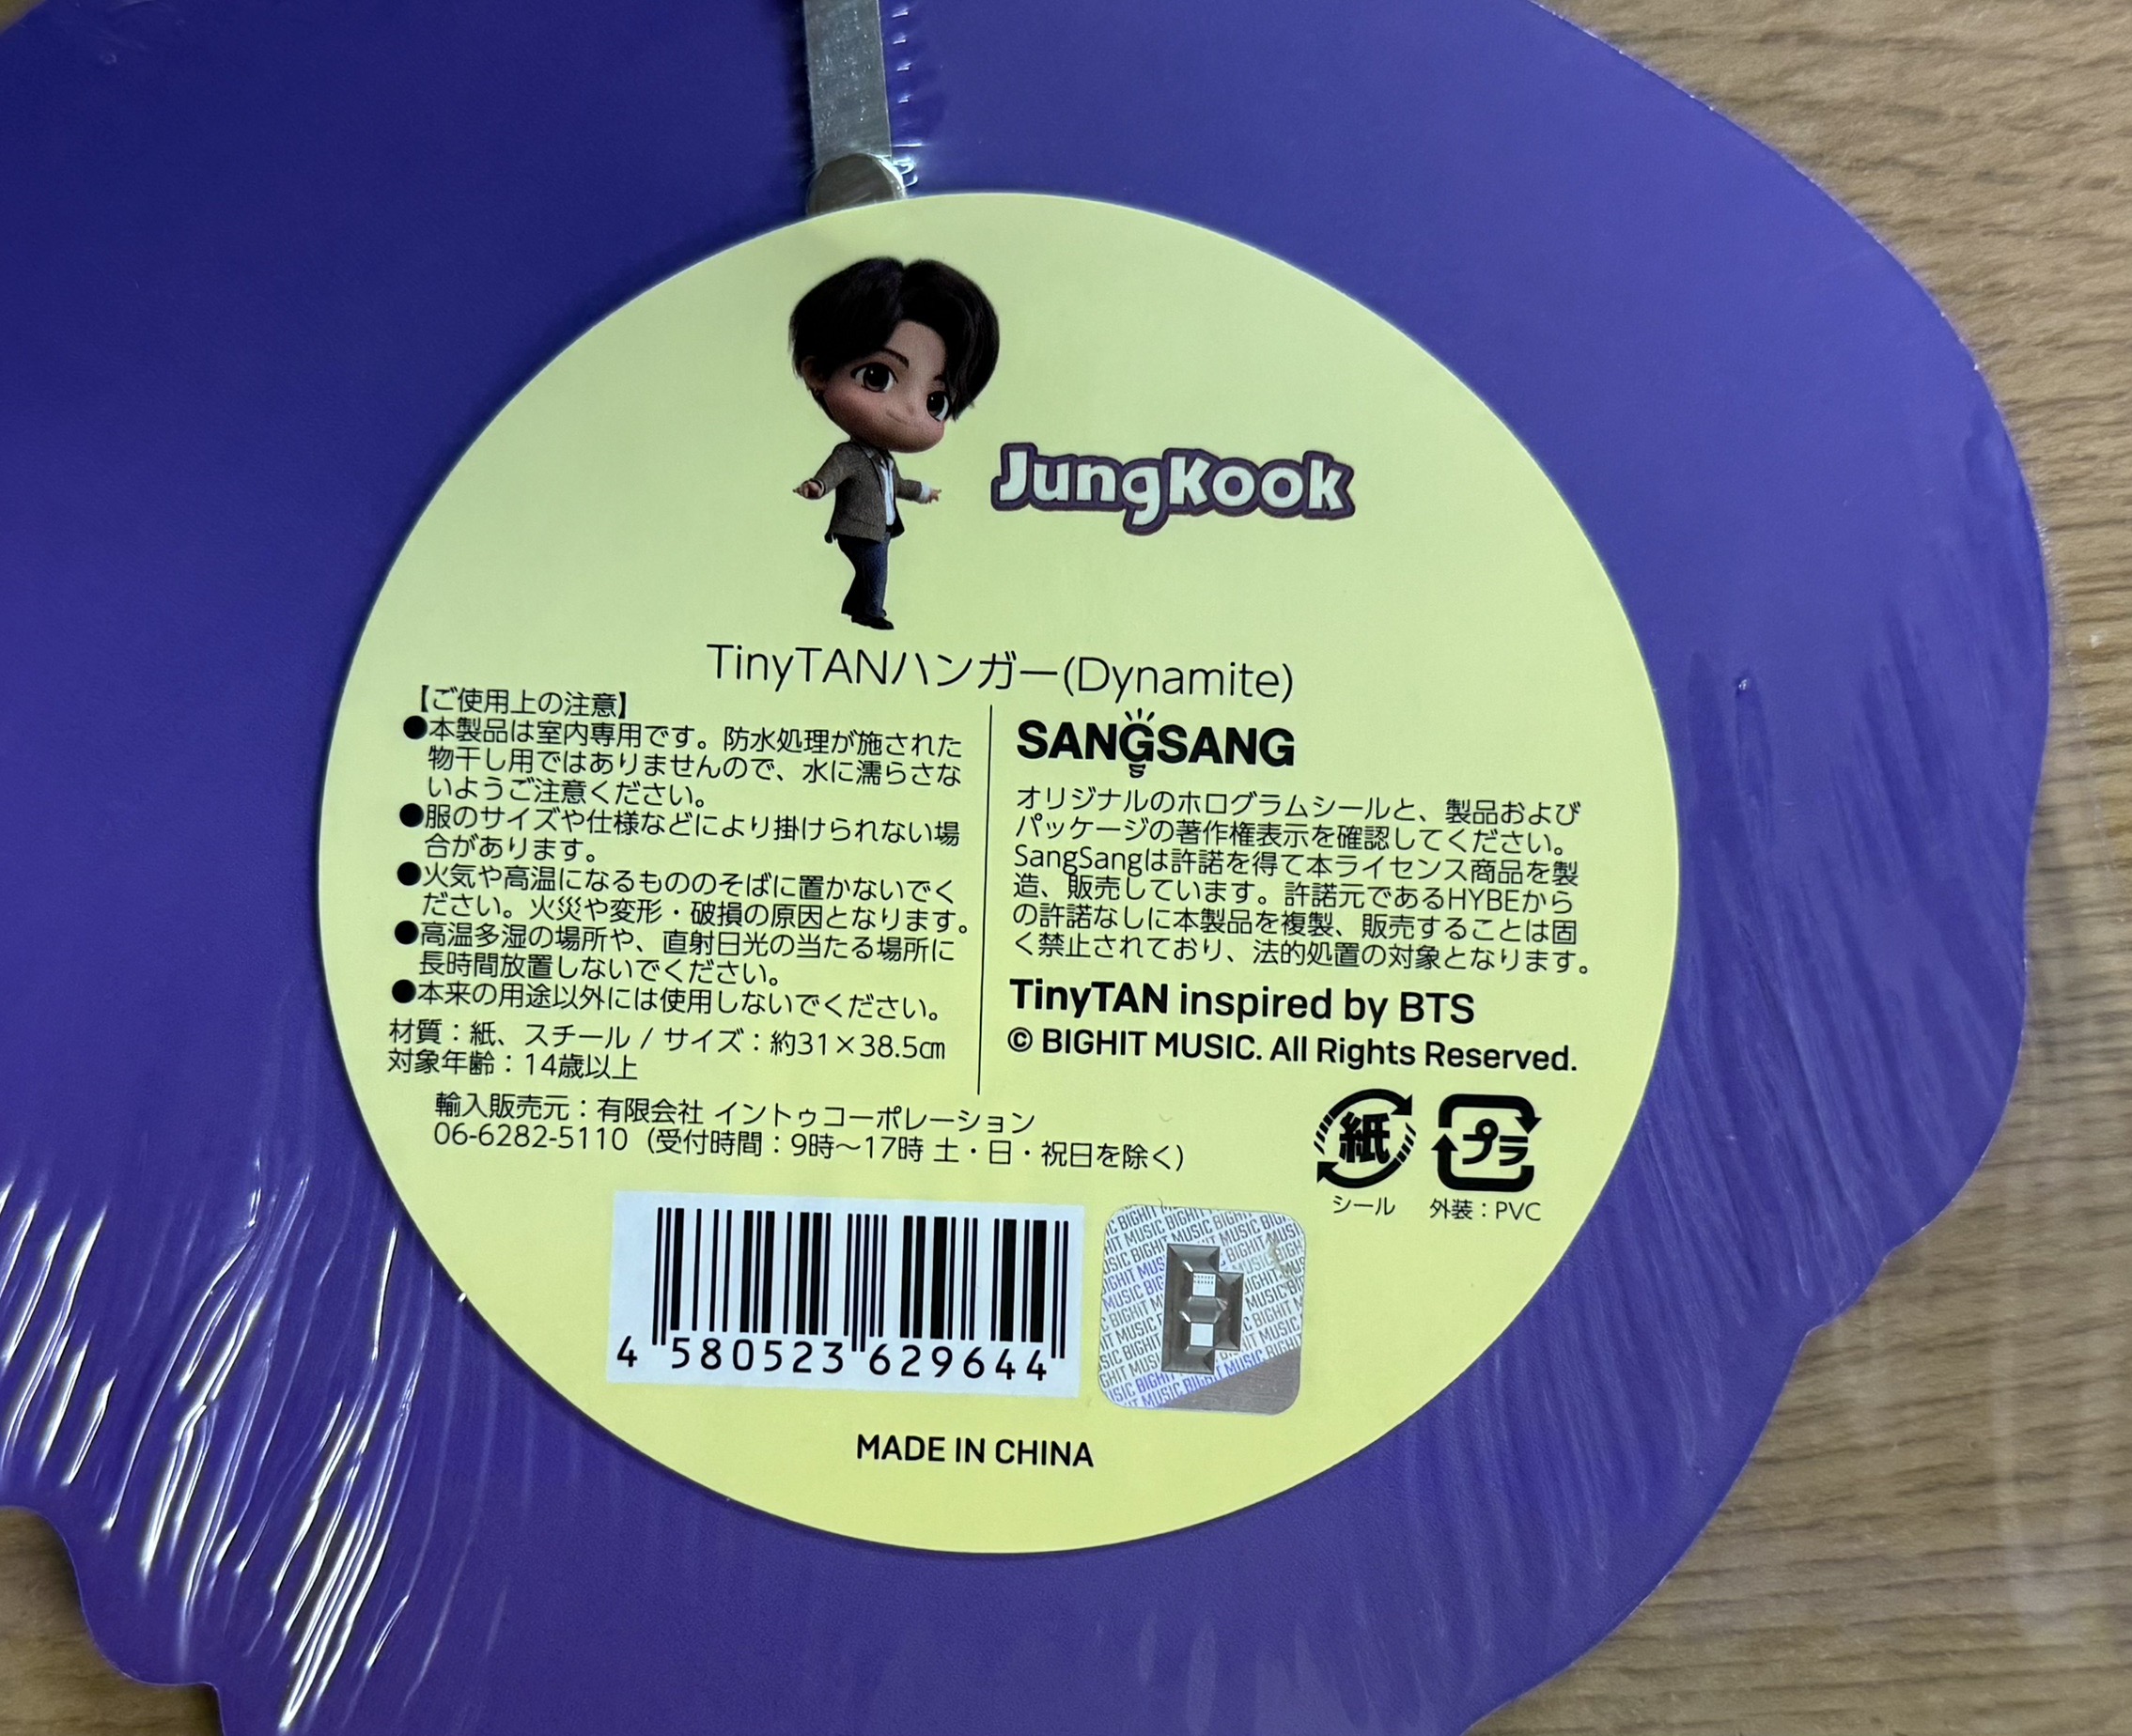 JungKook
TinyTANハンガー(Dynamite)
【ご使用上の注意】
●本製品は室内専用です。防水処理が施された
物干し用ではありませんので、水に濡らさな
いようご注意ください。
●服のサイズや仕様などにより掛けられない場
合があります。
●火気や高温になるもののそばに置かないでく
ださい。火災や変形・破損の原因となります。
●高温多湿の場所や、直射日光の当たる場所に
長時間放置しないでください。
●本来の用途以外には使用しないでください。
材質：紙、スチール / サイズ：約31×38.5㎝
対象年齢：14歳以上
SANGSANG
オリジナルのホログラムシールと、製品および
パッケージの著作権表示を確認してください。
SangSangは許諾を得て本ライセンス商品を製
造、販売しています。許諾元であるHYBEから
の許諾なしに本製品を複製、販売することは固
く禁止されており、法的処置の対象となります。
TinyTAN inspired by BTS
© BIGHIT MUSIC. All Rights Reserved.
輸入販売元：有限会社 イントゥコーポレーション
06-6282-5110（受付時間：9時～17時 土・日・祝日を除く）
紙
シール
プラ
外装：PVC
4 580523 629644
BIGHIT MUSIC
MADE IN CHINA